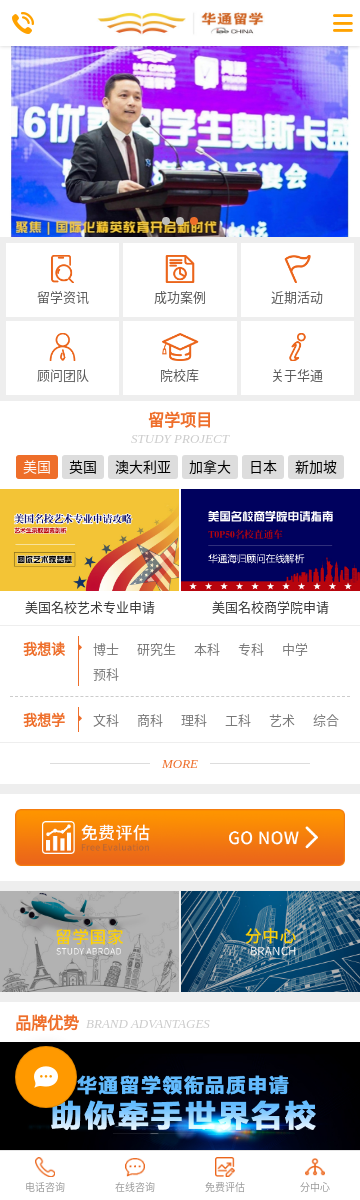 华通留学
CHINA
16优秀留学生奥斯卡盛
聚焦 | 国际化精英教育开启新时代
留学资讯
成功案例
近期活动
顾问团队
院校库
关于华通
留学项目
STUDY PROJECT
美国
英国
澳大利亚
加拿大
日本
新加坡
美国名校艺术专业申请攻略
美国名校商学院申请指南
TOP50名校直通车
华通海归顾问在线解析
美国名校艺术专业申请
美国名校商学院申请
我想读
博士 研究生 本科 专科 中学
预科
我想学
文科 商科 理科 工科 艺术 综合
MORE
免费评估
Free Evaluation
GO NOW
留学国家
STUDY ABROAD
分中心
BRANCH
品牌优势 BRAND ADVANTAGES
华通留学领衔品质申请
助你牵手世界名校
电话咨询
在线咨询
免费评估
分中心